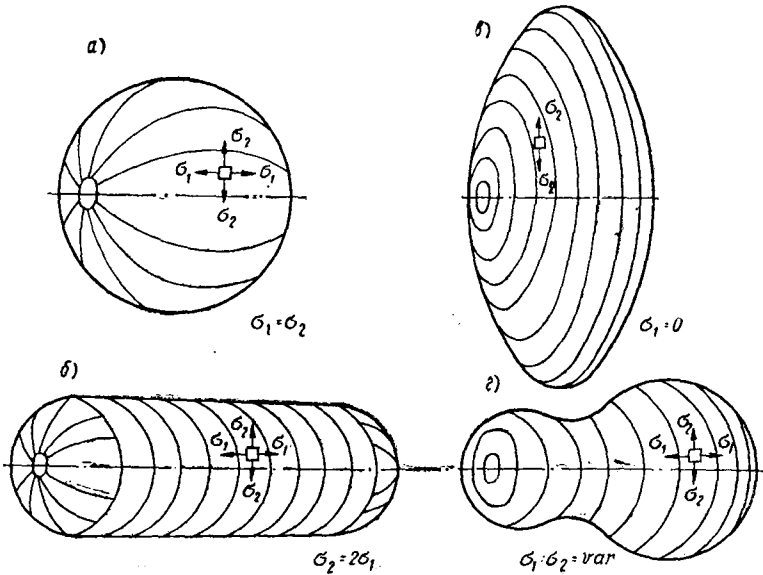 а)
σ₂
σ₁ σ₁
σ₂
σ₁=σ₂
в)
σ₂
σ₂
σ₁=0
б)
σ₂
σ₁ σ₁
σ₂
σ₂=2σ₁
г)
σ₂
σ₁ σ₁
σ₂
σ₁:σ₂=var